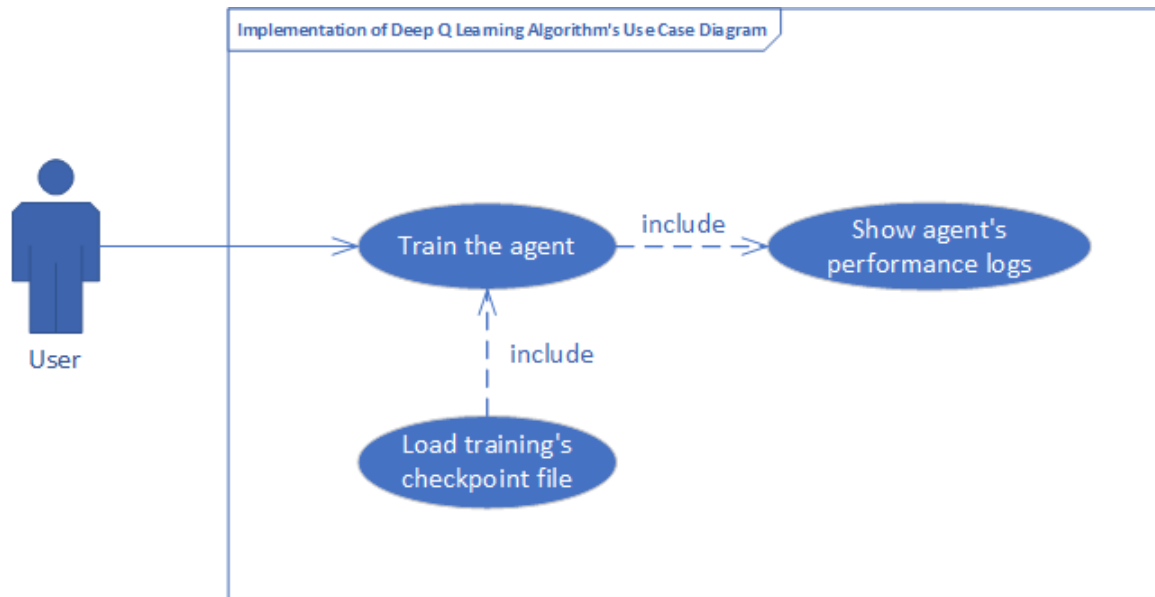 Implementation of Deep Q Learning Algorithm's Use Case Diagram
Train the agent
include
Show agent's
performance logs
User
include
Load training's
checkpoint file